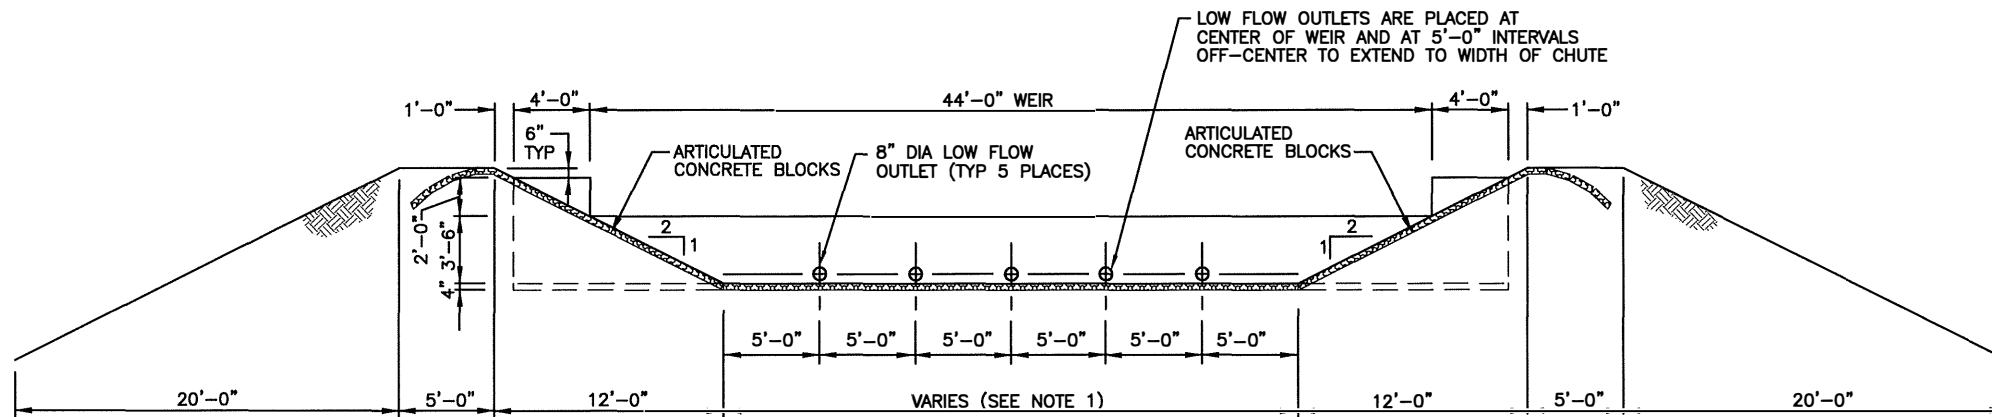 LOW FLOW OUTLETS ARE PLACED AT
CENTER OF WEIR AND AT 5'-0" INTERVALS
OFF-CENTER TO EXTEND TO WIDTH OF CHUTE
1'-0"
4'-0"
44'-0" WEIR
4'-0"
1'-0"
6"
TYP
ARTICULATED
CONCRETE BLOCKS
8" DIA LOW FLOW
OUTLET (TYP 5 PLACES)
ARTICULATED
CONCRETE BLOCKS
2'-0"
3'-6"
4"
2
1
2
1
5'-0"
5'-0"
5'-0"
5'-0"
5'-0"
5'-0"
20'-0"
5'-0"
12'-0"
VARIES (SEE NOTE 1)
12'-0"
5'-0"
20'-0"